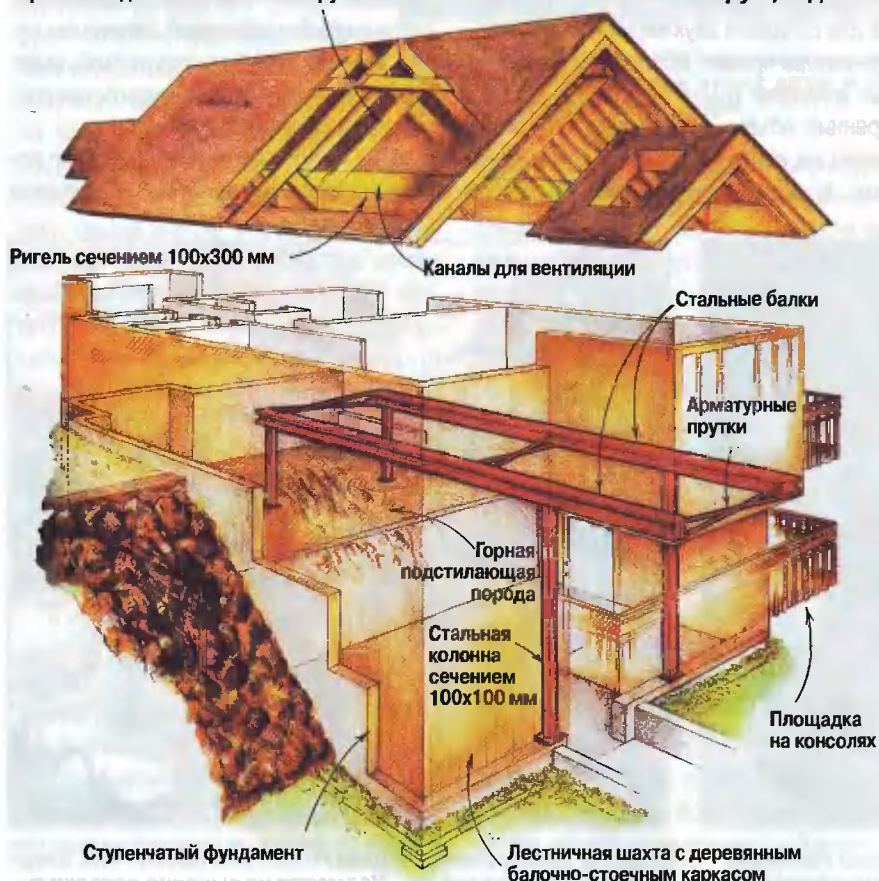 Ригель сечением 100х300 мм
Каналы для вентиляции
Стальные балки
Арматурные
прутки
Горная
подстилающая
порода
Стальная
колонна
сечением
100х100 мм
Площадка
на консолях
Ступенчатый фундамент
Лестничная шахта с деревянным
балочно-стоечным каркасом